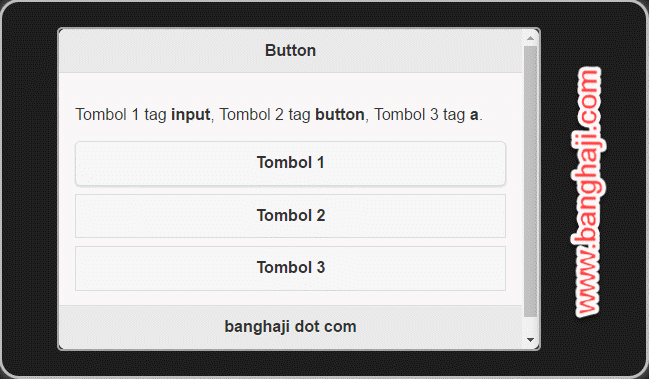 Button
Tombol 1 tag input, Tombol 2 tag button, Tombol 3 tag a.
Tombol 1
Tombol 2
Tombol 3
banghaji dot com
www.banghaji.com